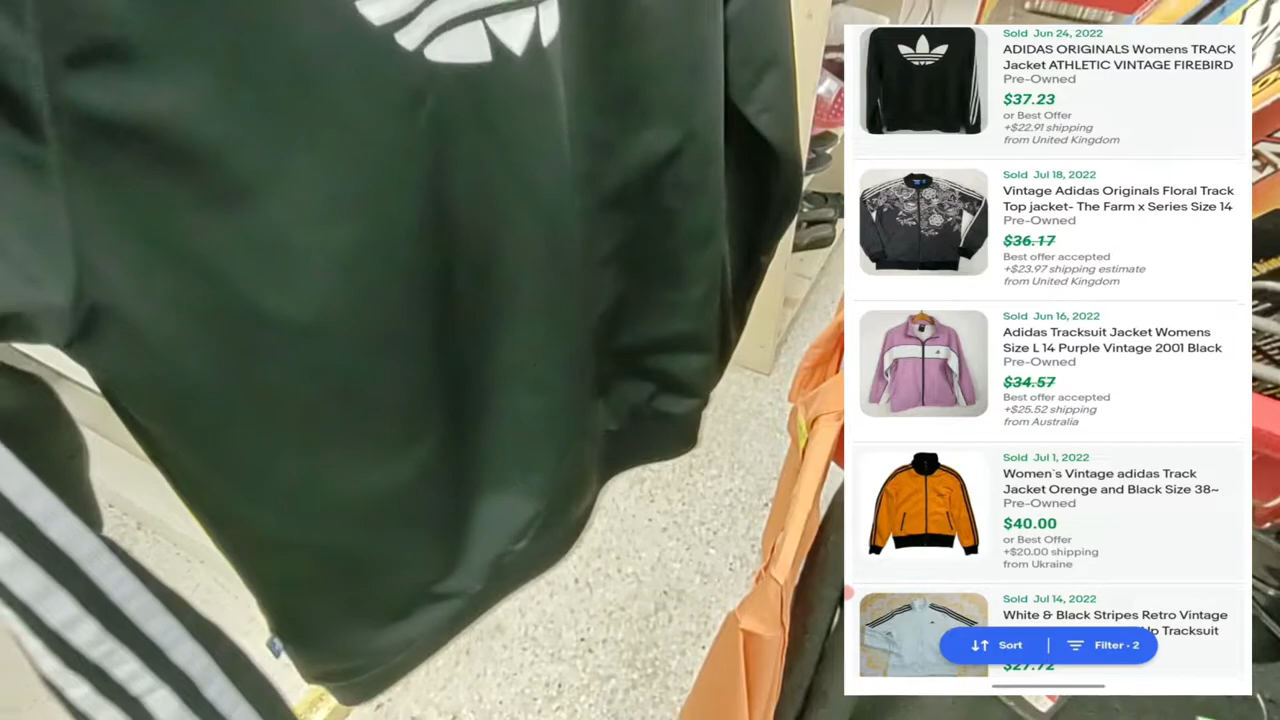 Sold Jun 24, 2022
ADIDAS ORIGINALS Womens TRACK
Jacket ATHLETIC VINTAGE FIREBIRD
Pre-Owned
$37.23
or Best Offer
+$22.91 shipping
from United Kingdom
Sold Jul 18, 2022
Vintage Adidas Originals Floral Track
Top jacket- The Farm x Series Size 14
Pre-Owned
$36.17
Best offer accepted
+$23.97 shipping estimate
from United Kingdom
Sold Jun 16, 2022
Adidas Tracksuit Jacket Womens
Size L 14 Purple Vintage 2001 Black
Pre-Owned
$34.57
Best offer accepted
+$25.52 shipping
from Australia
Sold Jul 1, 2022
Women`s Vintage adidas Track
Jacket Orenge and Black Size 38~
Pre-Owned
$40.00
or Best Offer
+$20.00 shipping
from Ukraine
Sold Jul 14, 2022
White & Black Stripes Retro Vintage
Tracksuit
Sort
Filter • 2
$27.72